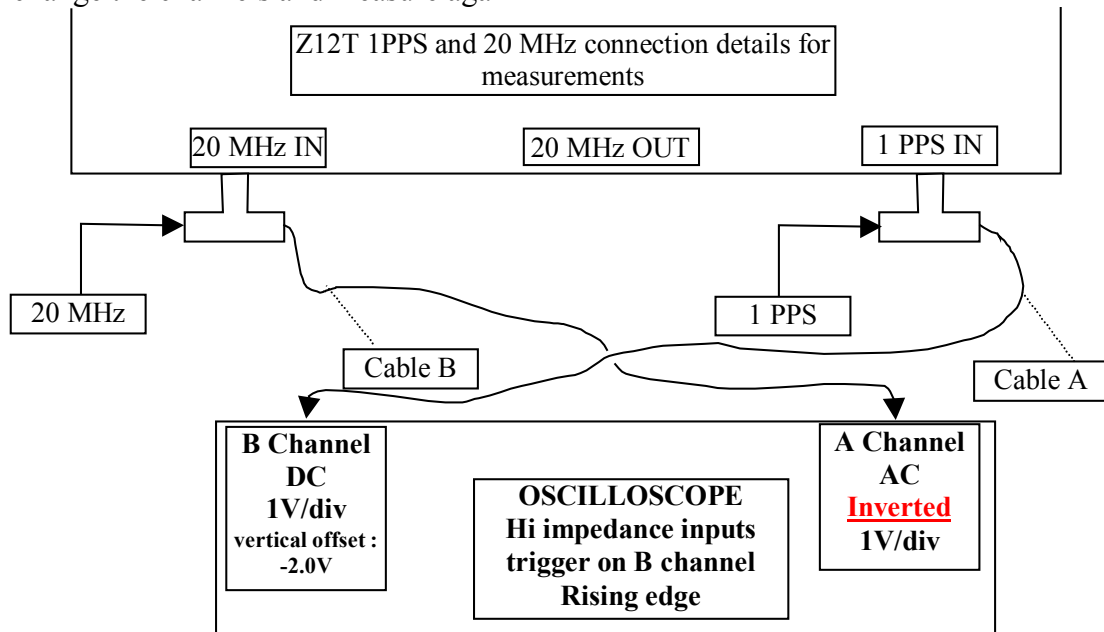 Z12T 1PPS and 20 MHz connection details for
measurements
20 MHz IN
20 MHz OUT
1 PPS IN
20 MHz
1 PPS
Cable B
Cable A
B Channel
DC
1V/div
vertical offset :
-2.0V
OSCILLOSCOPE
Hi impedance inputs
trigger on B channel
Rising edge
A Channel
AC
Inverted
1V/div